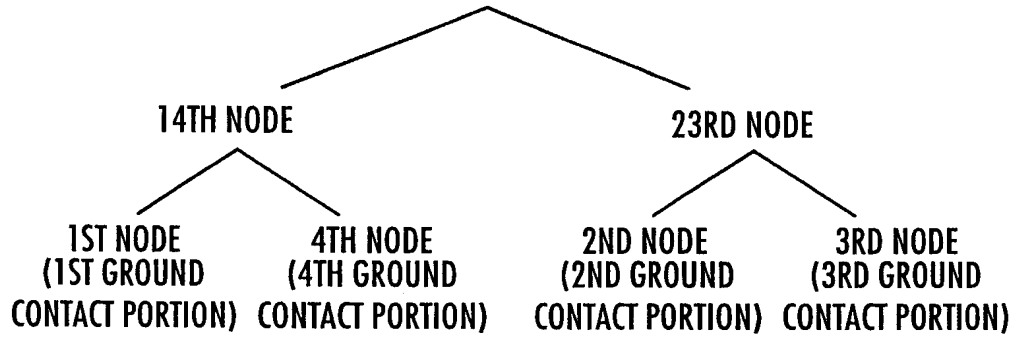 14TH NODE
23RD NODE
1ST NODE
(1ST GROUND
CONTACT PORTION)
4TH NODE
(4TH GROUND
CONTACT PORTION)
2ND NODE
(2ND GROUND
CONTACT PORTION)
3RD NODE
(3RD GROUND
CONTACT PORTION)